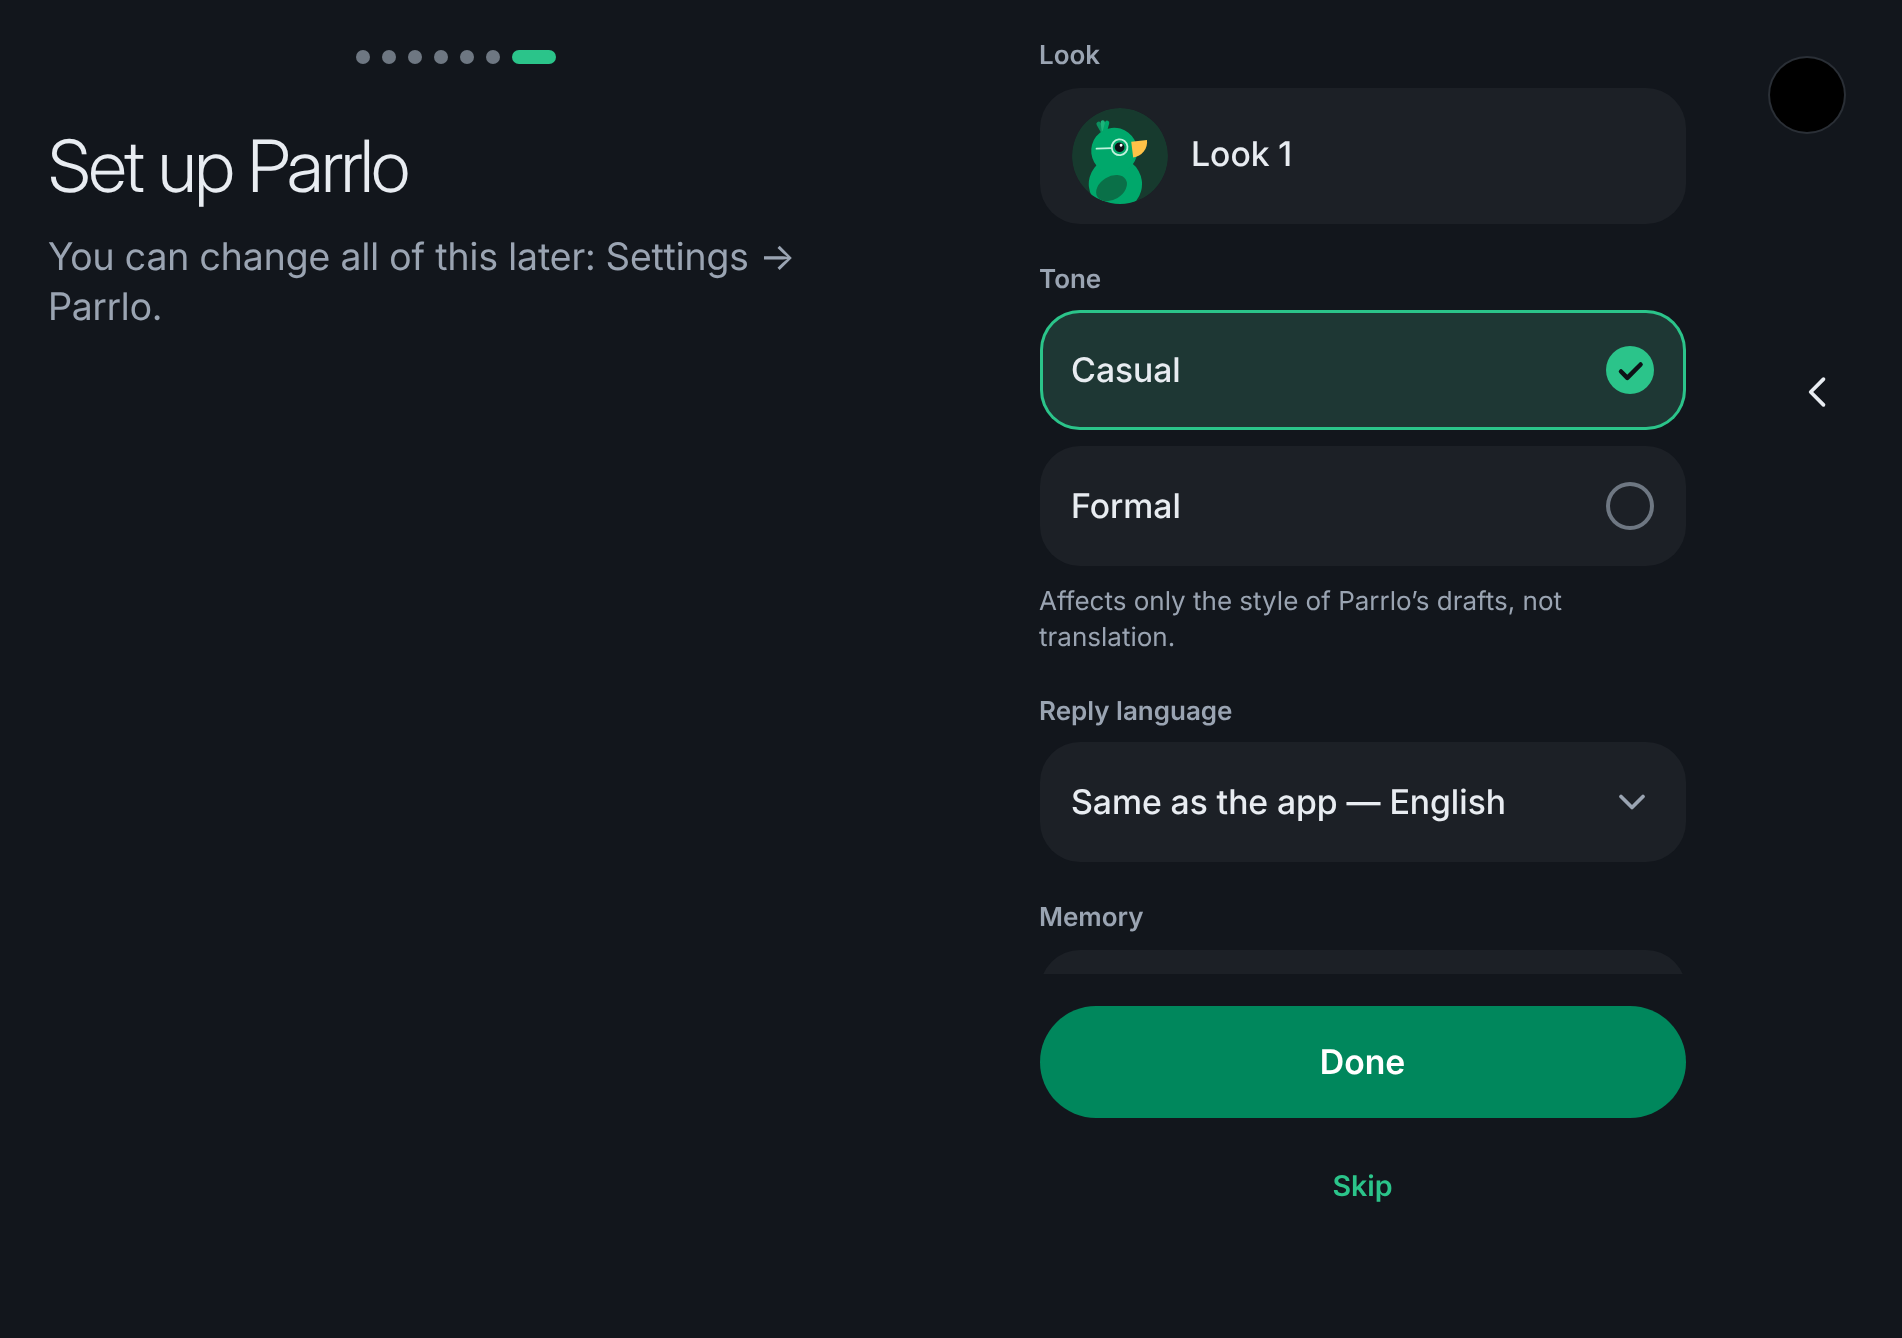 Set up Parrlo
You can change all of this later: Settings →
Parrlo.
Look
Look 1
Tone
Casual
Formal
Affects only the style of Parrlo’s drafts, not
translation.
Reply language
Same as the app — English
Memory
Done
Skip